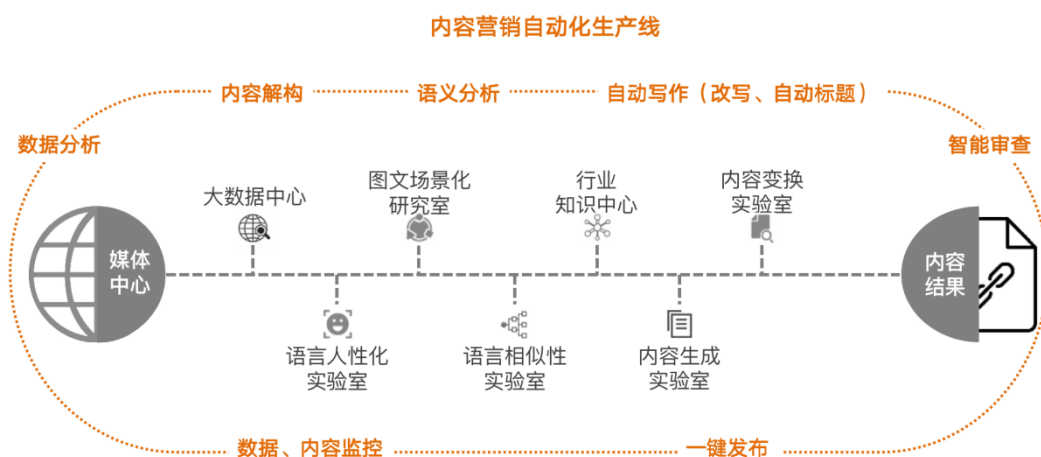 内容营销自动化生产线
内容解构
语义分析
自动写作（改写、自动标题）
数据分析
智能审查
大数据中心
图文场景化
研究室
行业
知识中心
内容变换
实验室
媒体
中心
内容
结果
语言人性化
实验室
语言相似性
实验室
内容生成
实验室
数据、内容监控
一键发布